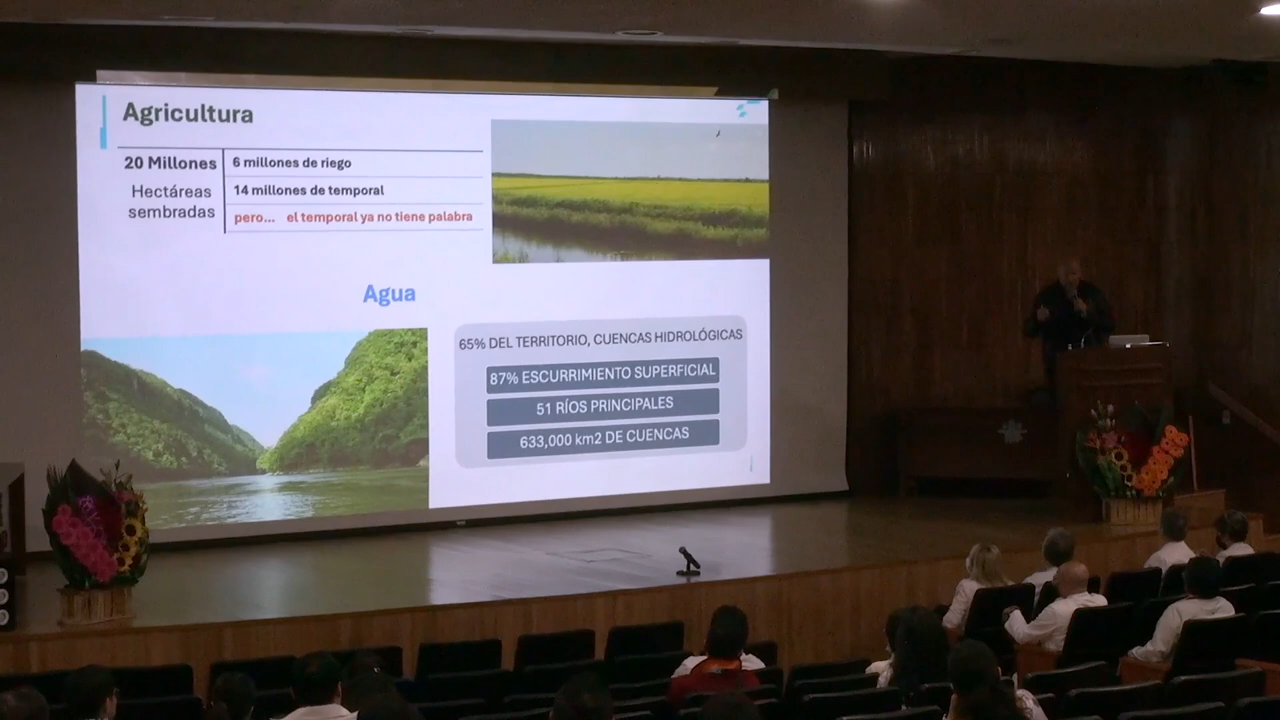 Agricultura
20 Millones
Hectáreas
sembradas
6 millones de riego
14 millones de temporal
pero... el temporal ya no tiene palabra
Agua
65% DEL TERRITORIO, CUENCAS HIDROLÓGICAS
87% ESCURRIMIENTO SUPERFICIAL
51 RÍOS PRINCIPALES
633,000 km2 DE CUENCAS